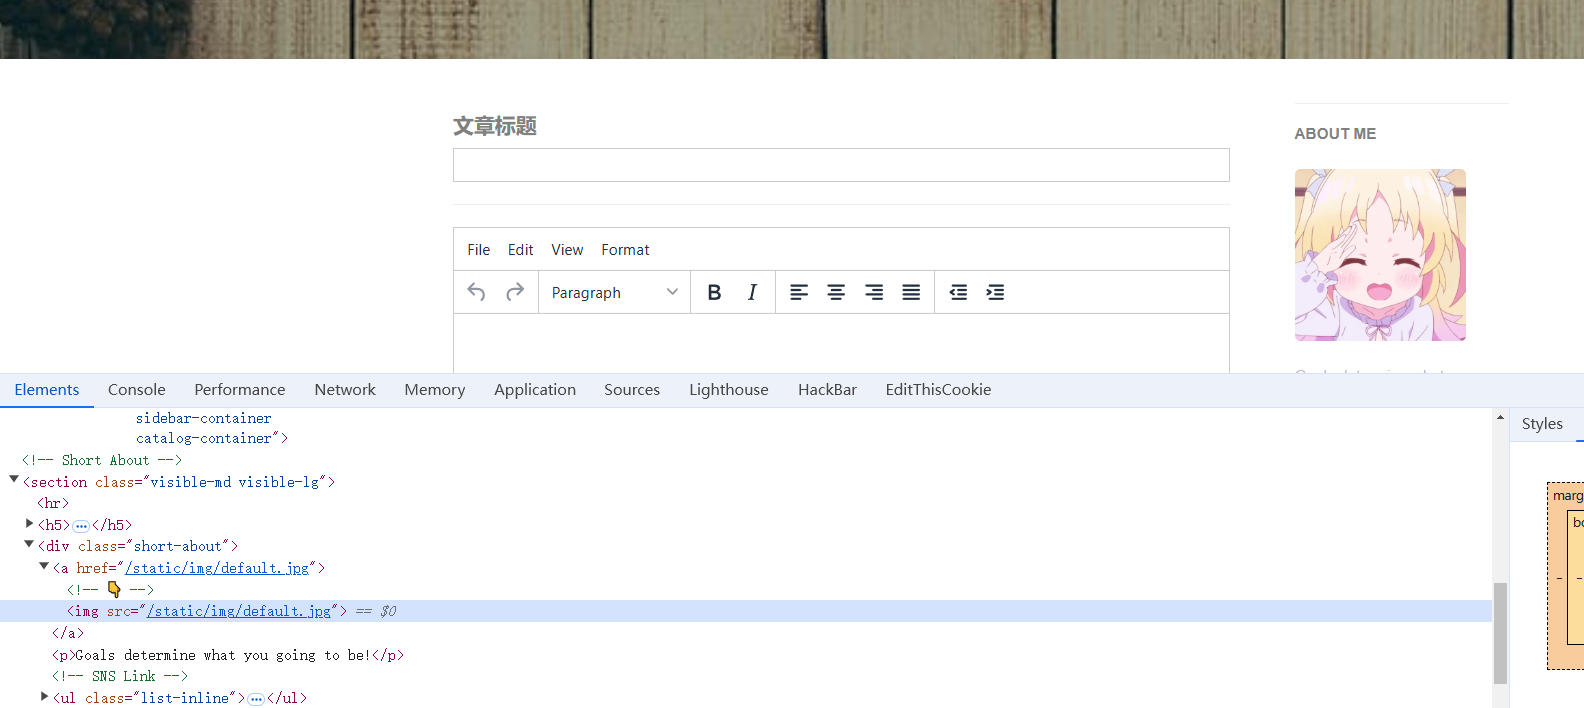 文章标题
ABOUT ME
File Edit View Format
Paragraph B I
Elements Console Performance Network Memory Application Sources Lighthouse HackBar EditThisCookie
sidebar-container
catalog-container">
Styles
<!-- Short About -->
<section class="visible-md visible-lg">
<hr>
<h5>…</h5>
<div class="short-about">
<a href="/static/img/default.jpg">
<!-- 👇 -->
<img src="/static/img/default.jpg"> == $0
</a>
<p>Goals determine what you going to be!</p>
<!-- SNS Link -->
<ul class="list-inline">…</ul>
marg
bo
- -